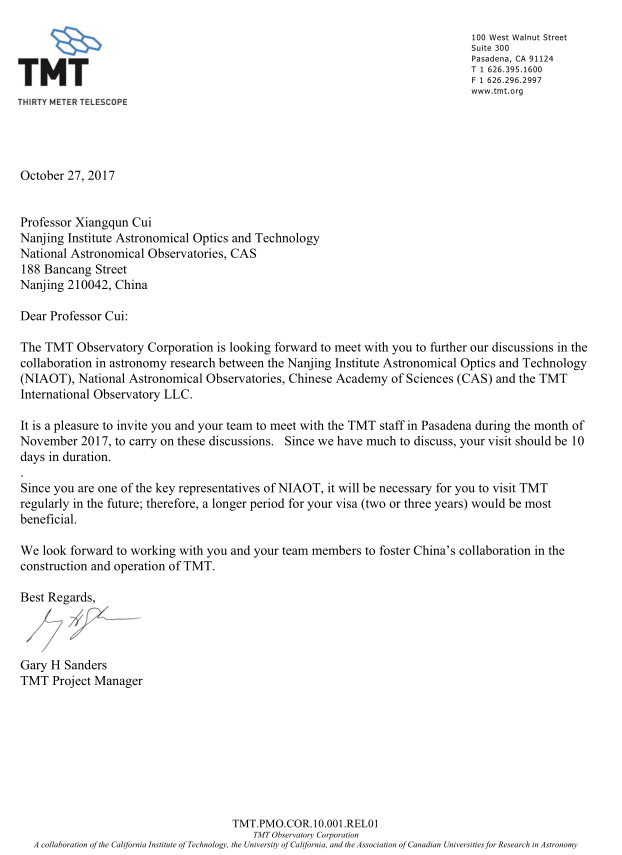 TMT
THIRTY METER TELESCOPE
100 West Walnut Street
Suite 300
Pasadena, CA 91124
T 1 626.395.1600
F 1 626.296.2997
www.tmt.org
October 27, 2017
Professor Xiangqun Cui
Nanjing Institute Astronomical Optics and Technology
National Astronomical Observatories, CAS
188 Bancang Street
Nanjing 210042, China
Dear Professor Cui:
The TMT Observatory Corporation is looking forward to meet with you to further our discussions in the
collaboration in astronomy research between the Nanjing Institute Astronomical Optics and Technology
(NIAOT), National Astronomical Observatories, Chinese Academy of Sciences (CAS) and the TMT
International Observatory LLC.
It is a pleasure to invite you and your team to meet with the TMT staff in Pasadena during the month of
November 2017, to carry on these discussions.   Since we have much to discuss, your visit should be 10
days in duration.
.
Since you are one of the key representatives of NIAOT, it will be necessary for you to visit TMT
regularly in the future; therefore, a longer period for your visa (two or three years) would be most
beneficial.
We look forward to working with you and your team members to foster China’s collaboration in the
construction and operation of TMT.
Best Regards,
Gary H Sanders
TMT Project Manager
TMT.PMO.COR.10.001.REL01
TMT Observatory Corporation
A collaboration of the California Institute of Technology, the University of California, and the Association of Canadian Universities for Research in Astronomy